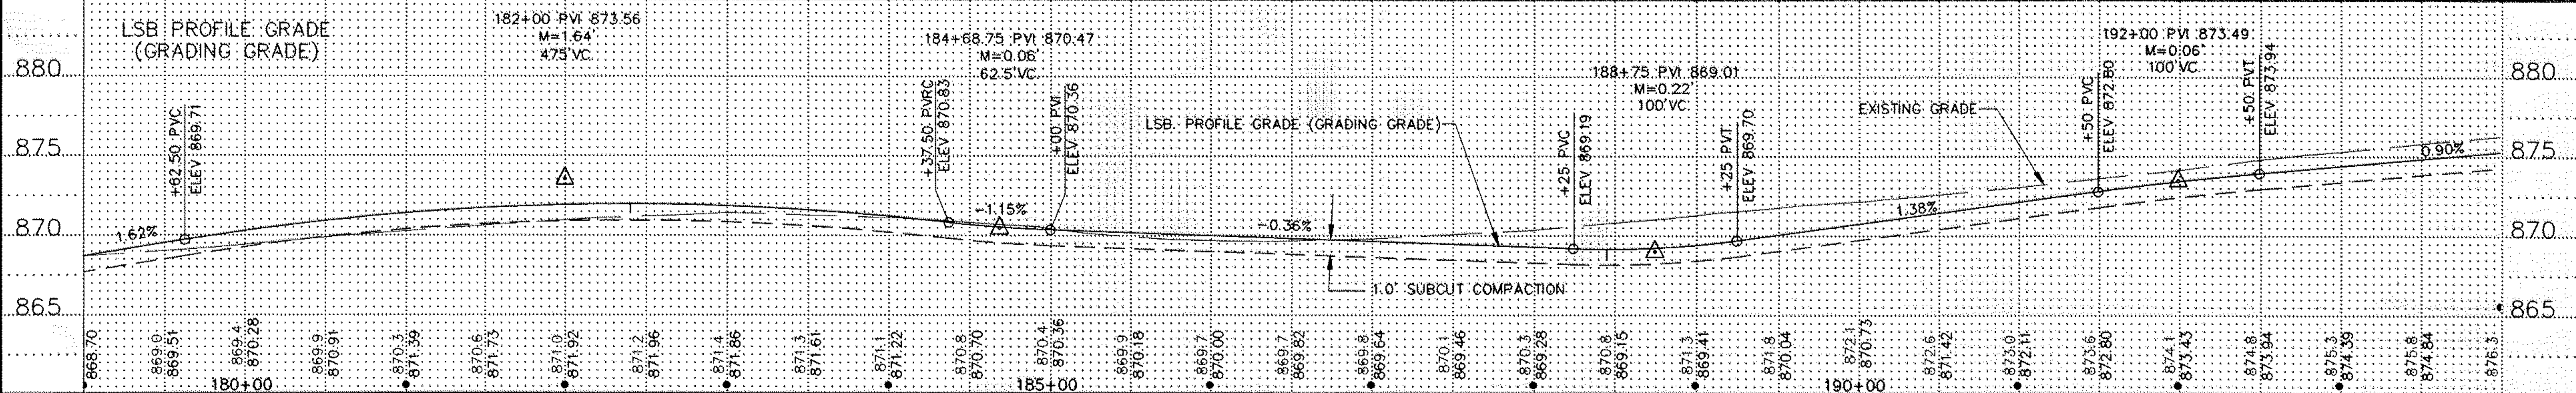 LSB PROFILE GRADE
(GRADING GRADE)
182+00 PVI 873.56
M=1.64'
475'VC
184+68.75 PVI 870.47
M=0.06'
62.5'VC
188+75 PVI 869.01
M=0.22'
100'VC
192+00 PVI 873.49
M=0.06'
100'VC
880
875
870
865
880
875
870
865
+62.50 PVC
ELEV 869.71
+37.50 PVRC
ELEV 870.83
+00 PVI
ELEV 870.36
LSB. PROFILE GRADE (GRADING GRADE)
+25 PVC
ELEV 869.19
+25 PVT
ELEV 869.70
EXISTING GRADE
+50 PVC
ELEV 872.80
+50 PVT
ELEV 873.94
1.62%
-1.15%
-0.36%
1.38%
0.90%
1.0' SUBCUT COMPACTION
868.70
869.0
869.51
869.4
870.28
869.9
870.91
870.3
871.39
870.6
871.73
871.0
871.92
871.2
871.96
871.4
871.86
871.3
871.61
871.1
871.22
870.8
870.70
870.4
870.36
869.9
870.18
869.7
870.00
869.7
869.82
869.8
869.64
870.1
869.46
870.3
869.28
870.8
869.15
871.3
869.41
871.8
870.04
872.1
870.73
872.6
871.42
873.0
872.11
873.6
872.80
874.1
873.43
874.8
873.94
875.3
874.39
875.8
874.84
876.3
180+00
185+00
190+00